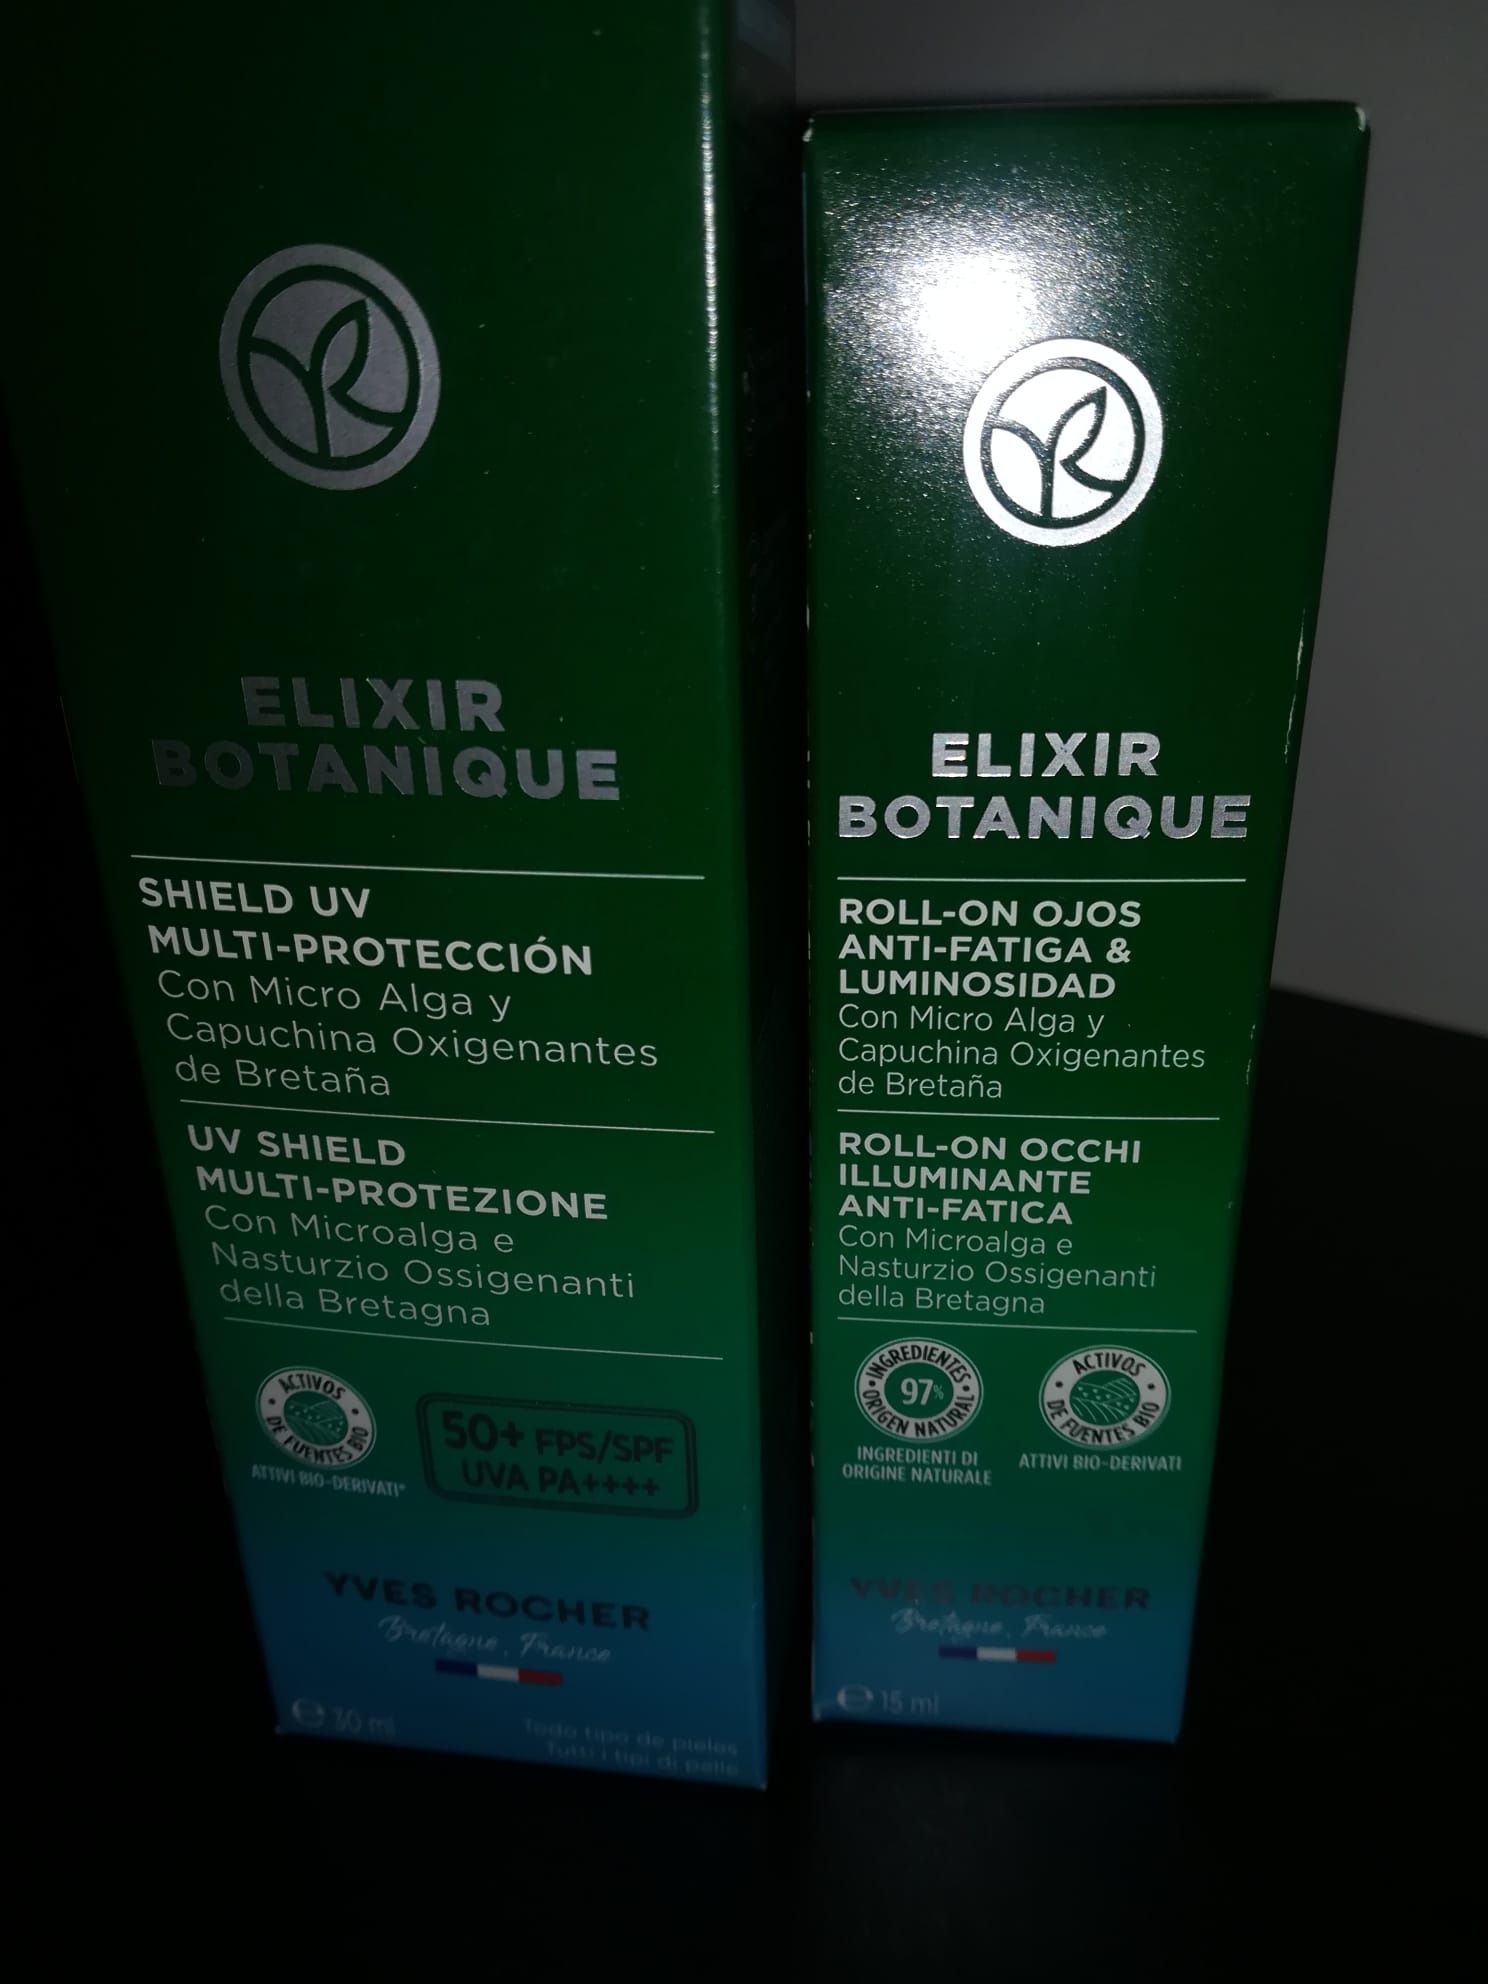 ELIXIR
BOTANIQUE
SHIELD UV
MULTI-PROTECCIÓN
Con Micro Alga y
Capuchina Oxigenantes
de Bretaña
UV SHIELD
MULTI-PROTEZIONE
Con Microalga e
Nasturzio Ossigenanti
della Bretagna
ACTIVOS
DE FUENTES BIO
ATTIVI BIO-DERIVATI*
50+ FPS/SPF
UVA PA++++
YVES ROCHER
Bretagne, France
e 30 ml
Todo tipo de pieles
Tutti i tipi di pelle
ELIXIR
BOTANIQUE
ROLL-ON OJOS
ANTI-FATIGA &
LUMINOSIDAD
Con Micro Alga y
Capuchina Oxigenantes
de Bretaña
ROLL-ON OCCHI
ILLUMINANTE
ANTI-FATICA
Con Microalga e
Nasturzio Ossigenanti
della Bretagna
INGREDIENTES
97%
ORIGEN NATURAL
INGREDIENTI DI
ORIGINE NATURALE
ACTIVOS
DE FUENTES BIO
ATTIVI BIO-DERIVATI
YVES ROCHER
Bretagne, France
e 15 ml